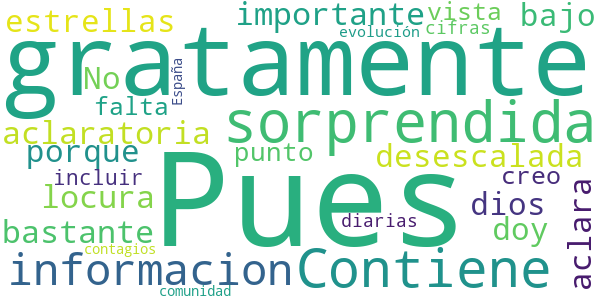 estrellas importante vista bajo
evolución cifras
gratamente
No España
falta
aclaratoria sorprendida
porque punto desescalada
incluir creo
locura Pues dios aclara
bastante diarias doy
contagios
informacion Contiene
comunidad